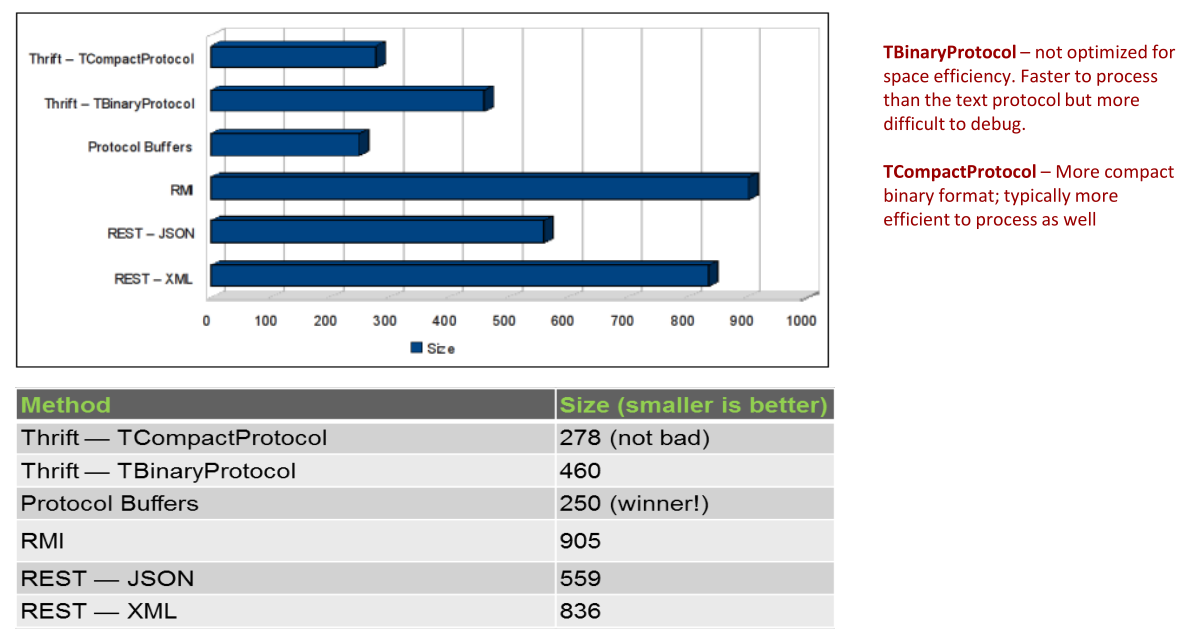 Thrift – TCompactProtocol
Thrift – TBinaryProtocol
Protocol Buffers
RMI
REST – JSON
REST – XML
0 100 200 300 400 500 600 700 800 900 1000
Size
TBinaryProtocol – not optimized for
space efficiency. Faster to process
than the text protocol but more
difficult to debug.
TCompactProtocol – More compact
binary format; typically more
efficient to process as well
Method Size (smaller is better)
Thrift — TCompactProtocol 278 (not bad)
Thrift — TBinaryProtocol 460
Protocol Buffers 250 (winner!)
RMI 905
REST — JSON 559
REST — XML 836